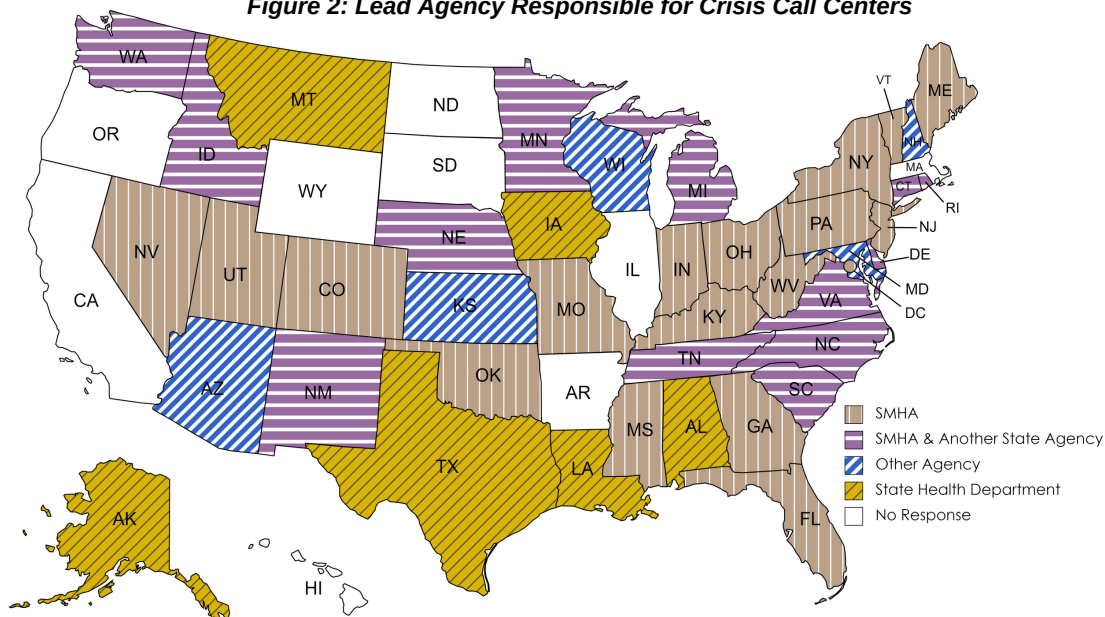 Figure 2: Lead Agency Responsible for Crisis Call Centers
WA
MT
ND
MN
OR
ID
SD
WI
WY
MI
VT
ME
NH
NY
MA
CT
RI
NV
UT
CO
NE
IA
IL
IN
OH
PA
NJ
DE
MD
DC
CA
KS
MO
KY
WV
VA
AZ
NM
OK
AR
TN
NC
SC
TX
LA
MS
AL
GA
FL
AK
HI
SMHA
SMHA & Another State Agency
Other Agency
State Health Department
No Response